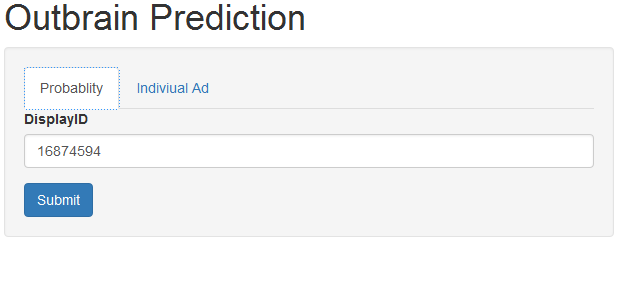 Outbrain Prediction
Probablity Indiviual Ad
DisplayID
16874594
Submit